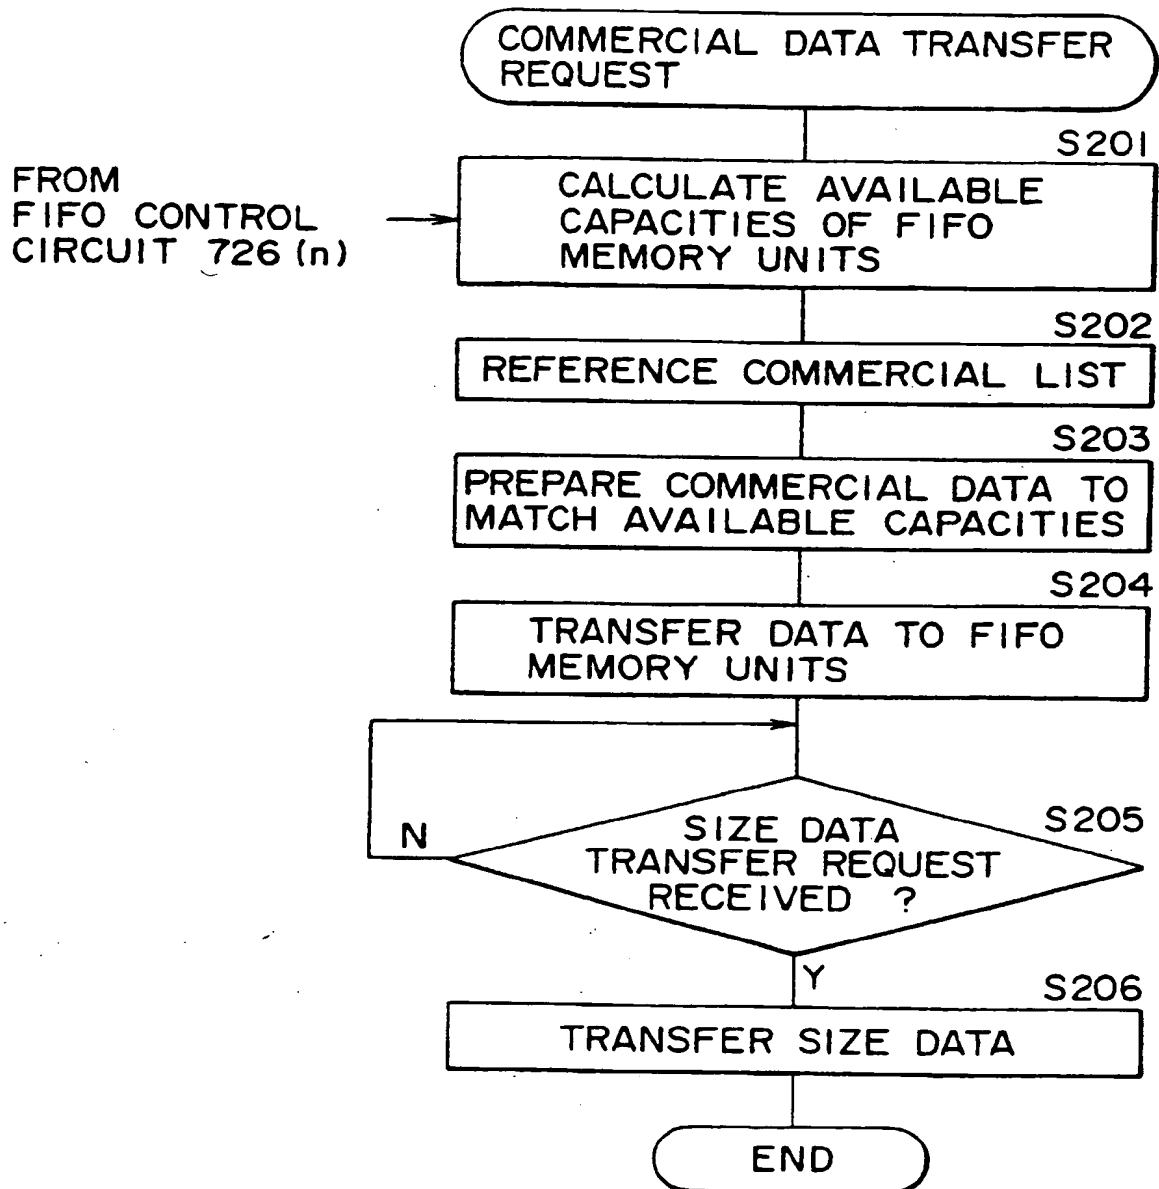 COMMERCIAL DATA TRANSFER
REQUEST
S201
FROM
FIFO CONTROL
CIRCUIT 726 (n)
CALCULATE AVAILABLE
CAPACITIES OF FIFO
MEMORY UNITS
S202
REFERENCE COMMERCIAL LIST
S203
PREPARE COMMERCIAL DATA TO
MATCH AVAILABLE CAPACITIES
S204
TRANSFER DATA TO FIFO
MEMORY UNITS
S205
N
SIZE DATA
TRANSFER REQUEST
RECEIVED ?
Y
S206
TRANSFER SIZE DATA
END